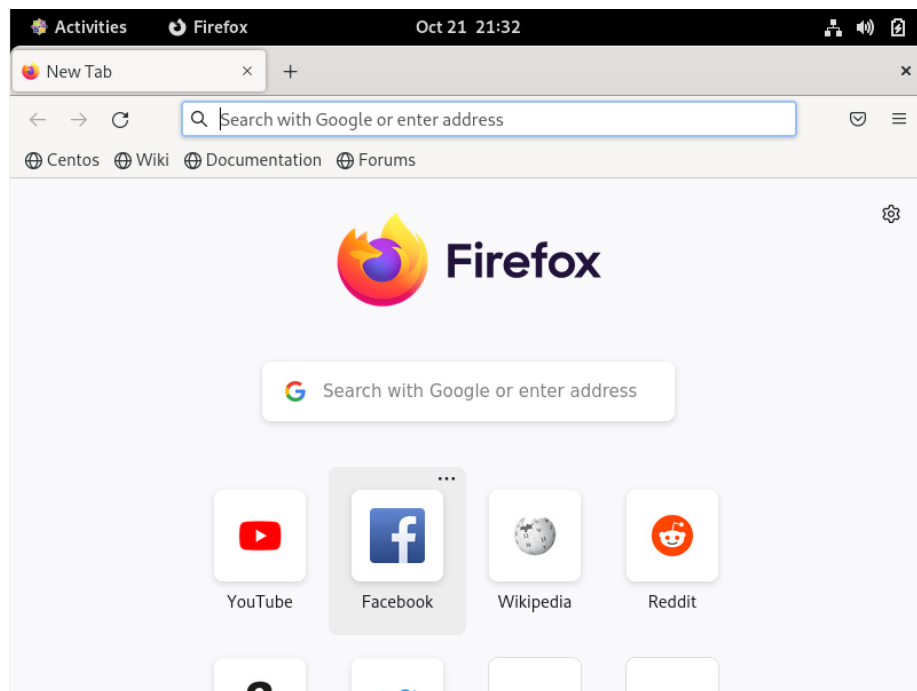 Activities Firefox Oct 21 21:32
New Tab
Search with Google or enter address
Centos Wiki Documentation Forums
Firefox
Search with Google or enter address
YouTube Facebook Wikipedia Reddit